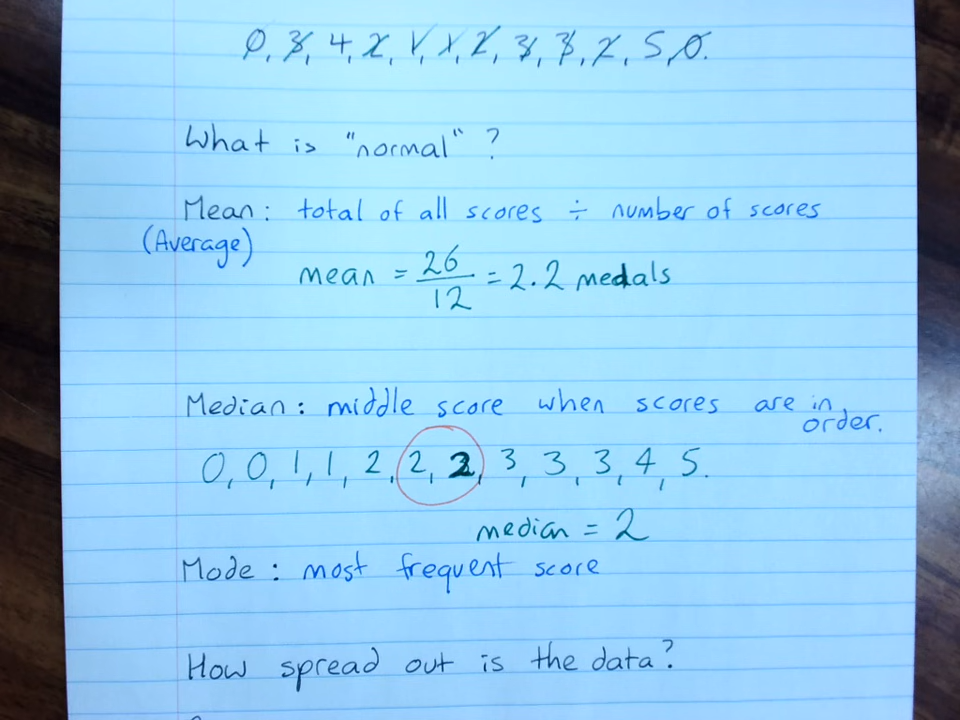 0, 3, 4, 2, 1, 1, 2, 3, 3, 2, 5, 0.
What is "normal" ?
Mean : total of all scores ÷ number of scores
(Average)
mean = 26/12 = 2.2 medals
Median : middle score when scores are in order.
0, 0, 1, 1, 2, 2, 2, 3, 3, 3, 4, 5.
median = 2
Mode : most frequent score
How spread out is the data?